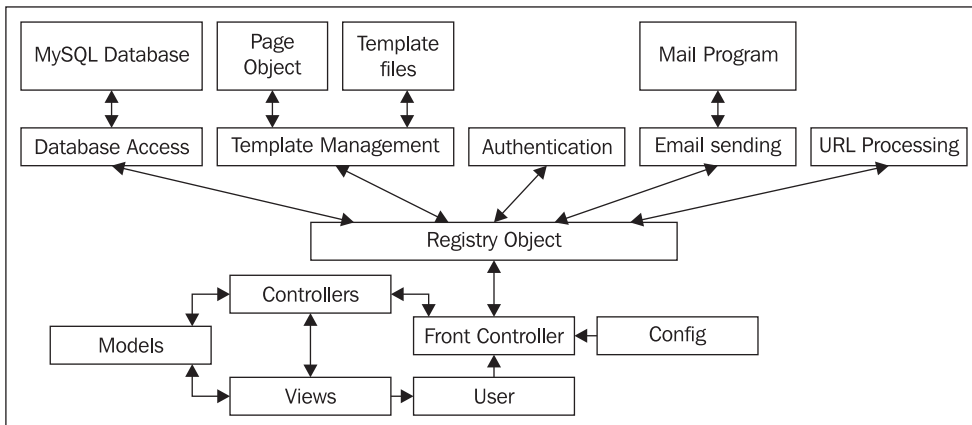 MySQL Database
Page
Object
Template
files
Mail Program
Database Access
Template Management
Authentication
Email sending
URL Processing
Registry Object
Controllers
Models
Front Controller
Config
Views
User